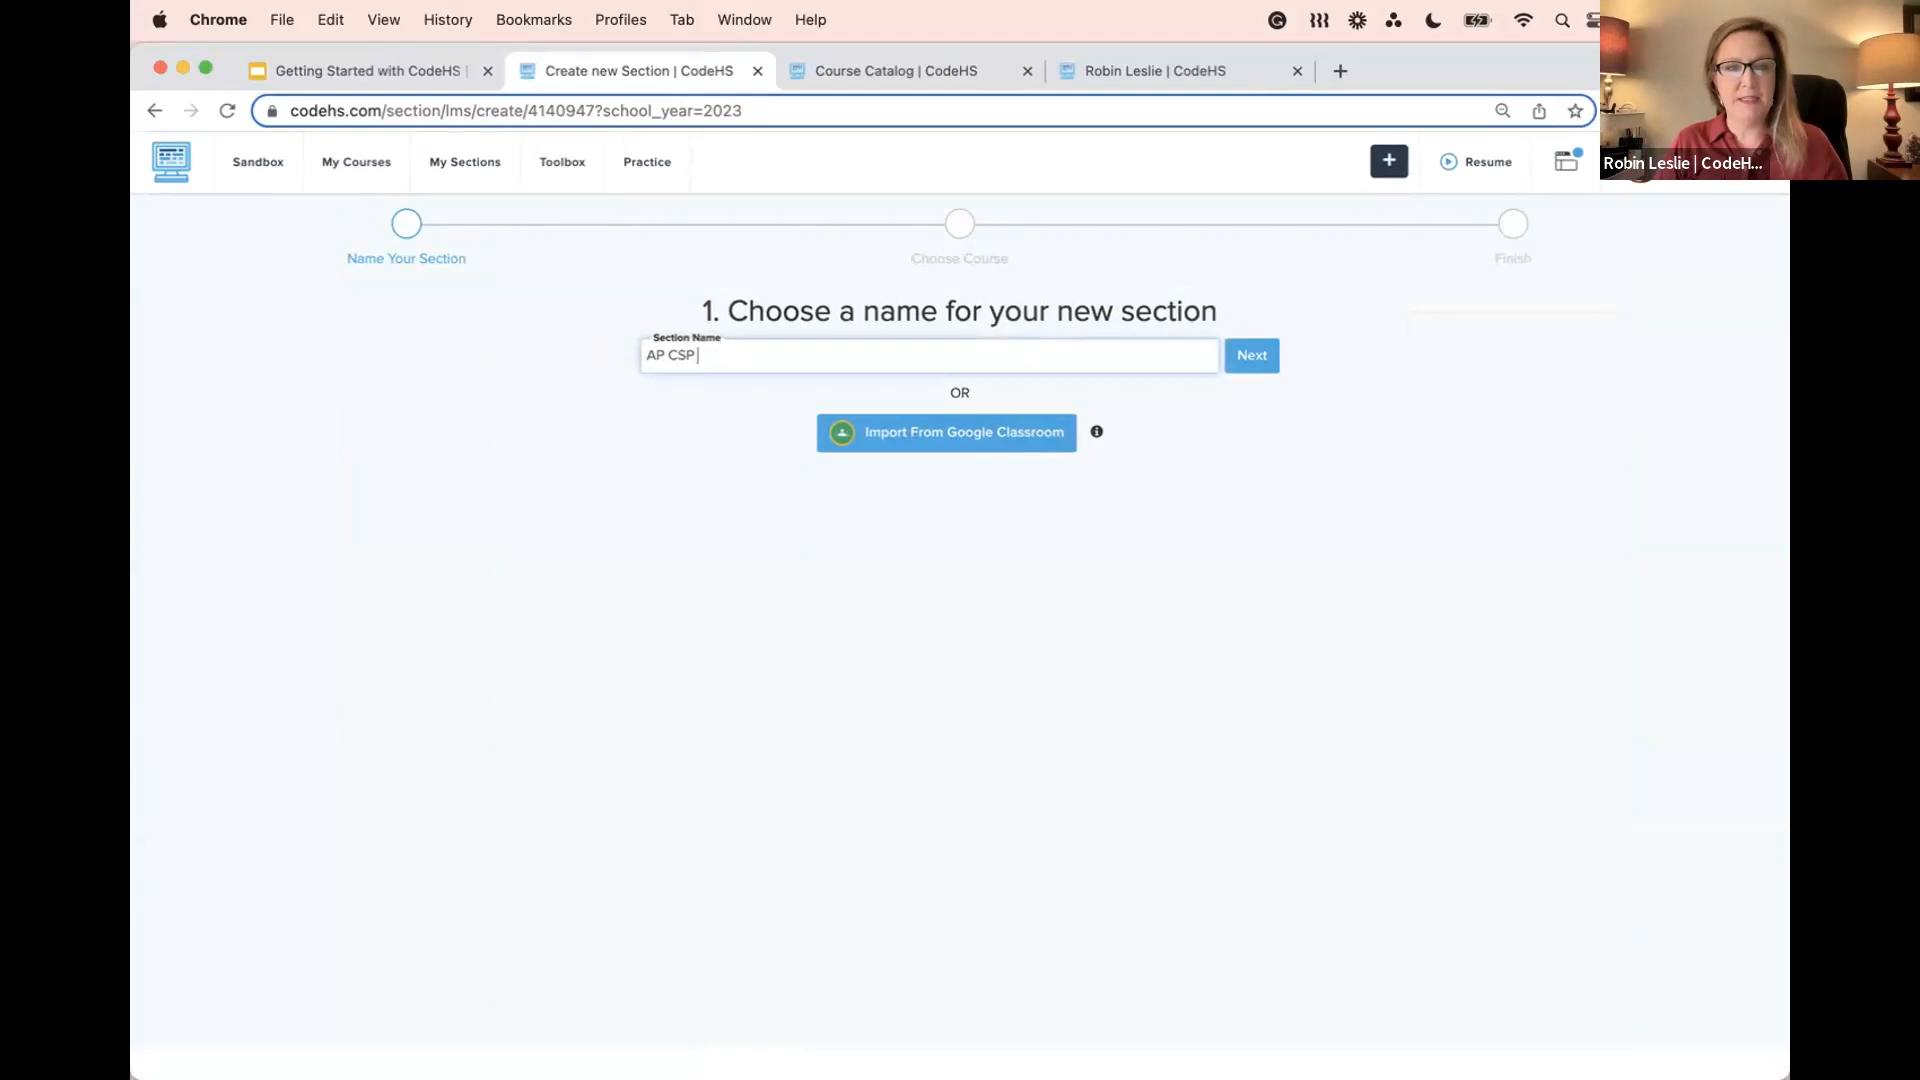 Chrome File Edit View History Bookmarks Profiles Tab Window Help
Getting Started with CodeHS
Create new Section | CodeHS
Course Catalog | CodeHS
Robin Leslie | CodeHS
codehs.com/section/lms/create/4140947?school_year=2023
Robin Leslie | CodeH...
Sandbox
My Courses
My Sections
Toolbox
Practice
+
Resume
Name Your Section
Choose Course
Finish
1. Choose a name for your new section
Section Name
AP CSP
Next
OR
Import From Google Classroom